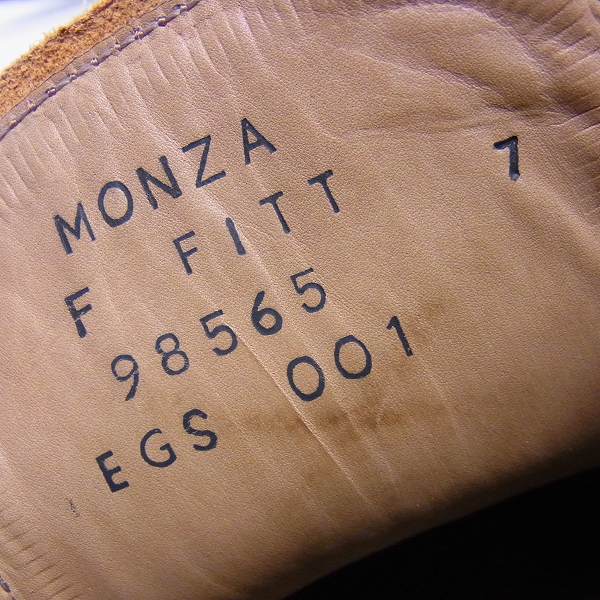 MONZA
F FITT 7
98565
EGS 001